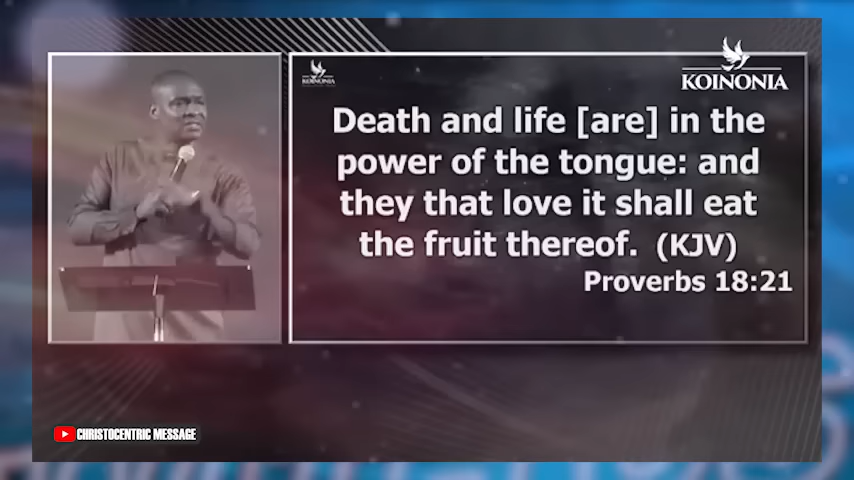 KOINONIA
KOINONIA
Death and life [are] in the
power of the tongue: and
they that love it shall eat
the fruit thereof. (KJV)
Proverbs 18:21
CHRISTOCENTRIC MESSAGE